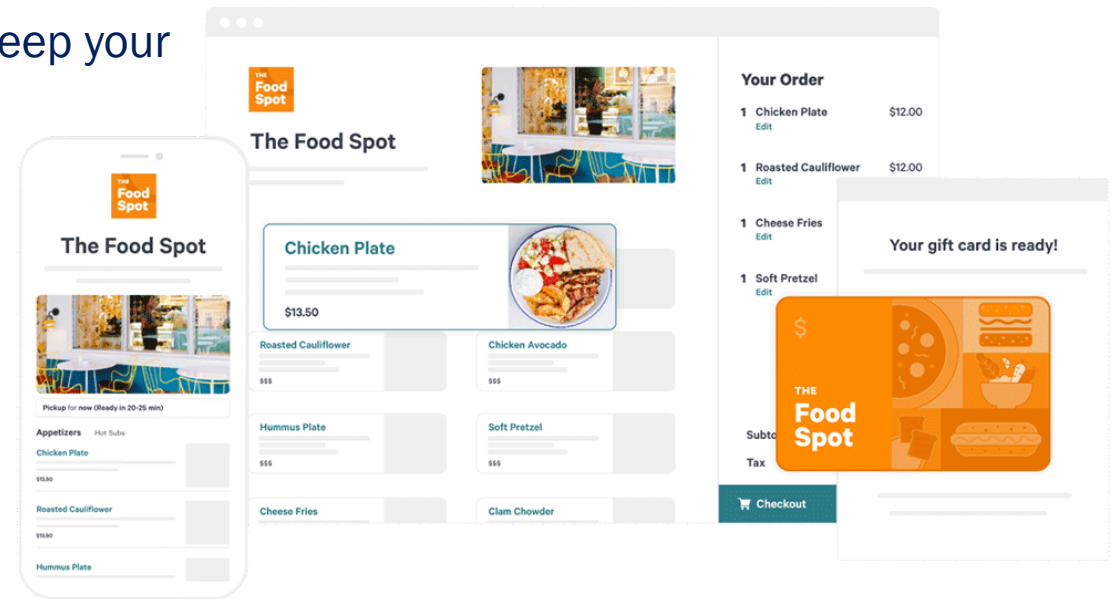 eep your
THE
Food
Spot
The Food Spot
Chicken Plate
$13.50
Roasted Cauliflower
$$$
Chicken Avocado
$$$
Hummus Plate
$$$
Soft Pretzel
$$$
Cheese Fries
Clam Chowder
Your Order
1 Chicken Plate $12.00
Edit
1 Roasted Cauliflower $12.00
Edit
1 Cheese Fries
Edit
1 Soft Pretzel
Edit
Subto
Tax
Checkout
THE
Food
Spot
The Food Spot
Pickup for now (Ready in 20-25 min)
Appetizers Hot Subs
Chicken Plate
$13.50
Roasted Cauliflower
$13.50
Hummus Plate
Your gift card is ready!
$
THE
Food
Spot